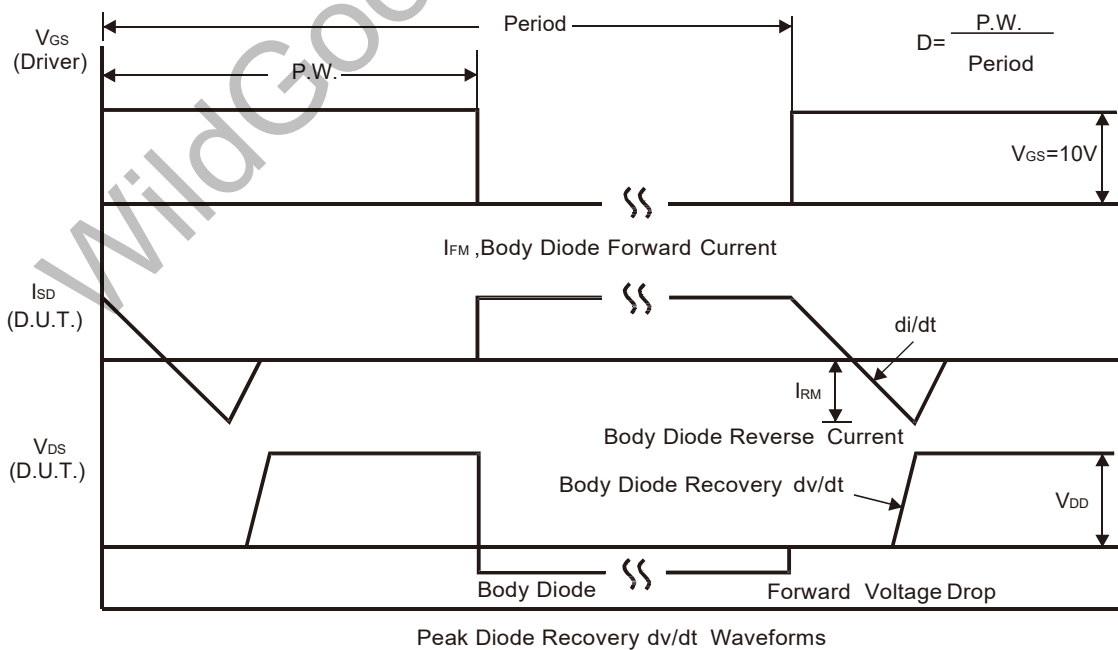 Period
VGS
(Driver)
P.W.
D= P.W.
Period
VGS=10V
IFM ,Body Diode Forward Current
ISD
(D.U.T.)
di/dt
IRM
Body Diode Reverse Current
VDS
(D.U.T.)
Body Diode Recovery dv/dt
VDD
Body Diode
Forward Voltage Drop
Peak Diode Recovery dv/dt Waveforms
WildGoo